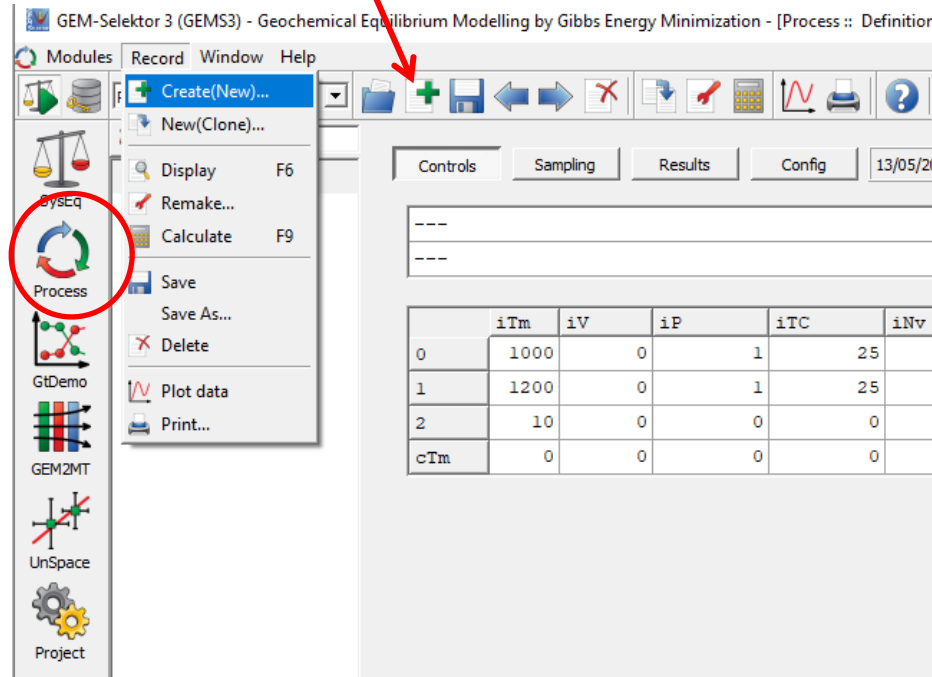 GEM-Selektor 3 (GEMS3) - Geochemical Equilibrium Modelling by Gibbs Energy Minimization - [Process :: Definition
Modules Record Window Help
Create(New)...
New(Clone)...
Display F6
Remake...
Calculate F9
Save
Save As...
Delete
Plot data
Print...
SysEq
Process
GtDemo
GEM2MT
UnSpace
Project
Controls Sampling Results Config 13/05/20
---
---
iTm iV iP iTC iNv
0 1000 0 1 25
1 1200 0 1 25
2 10 0 0 0
cTm 0 0 0 0